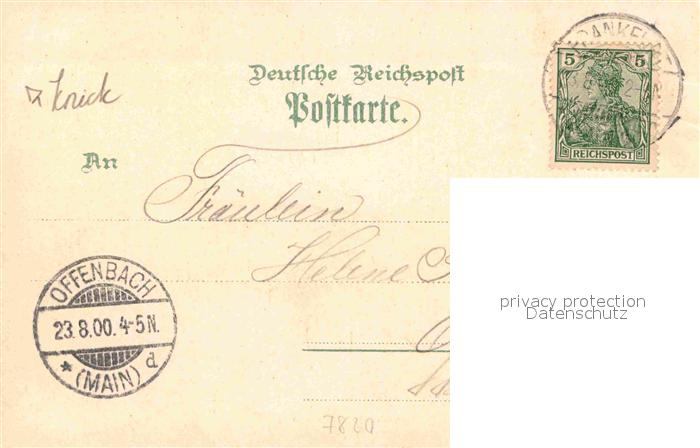 5 5
REICHSPOST
Deutsche Reichspost
Postkarte.
Knick
An
Fräulein
Helene
privacy protection
Datenschutz
OFFENBACH
23.8.00. 4-5 N.
* (MAIN) d
7820